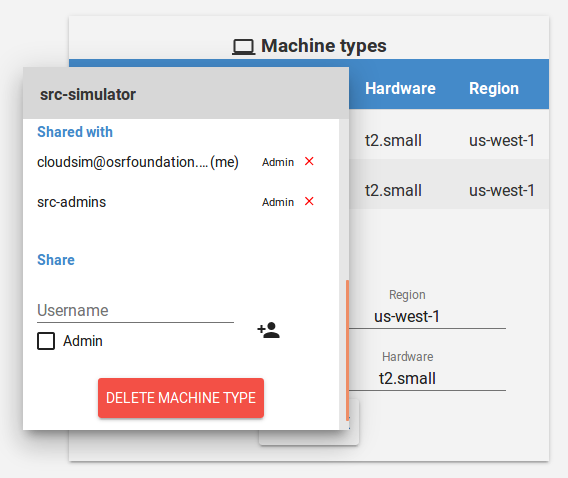 Machine types
src-simulator
Hardware Region
Shared with
cloudsim@osrfoundation.... (me) Admin
t2.small us-west-1
src-admins Admin
t2.small us-west-1
Share
Username
Admin
DELETE MACHINE TYPE
Region
us-west-1
Hardware
t2.small